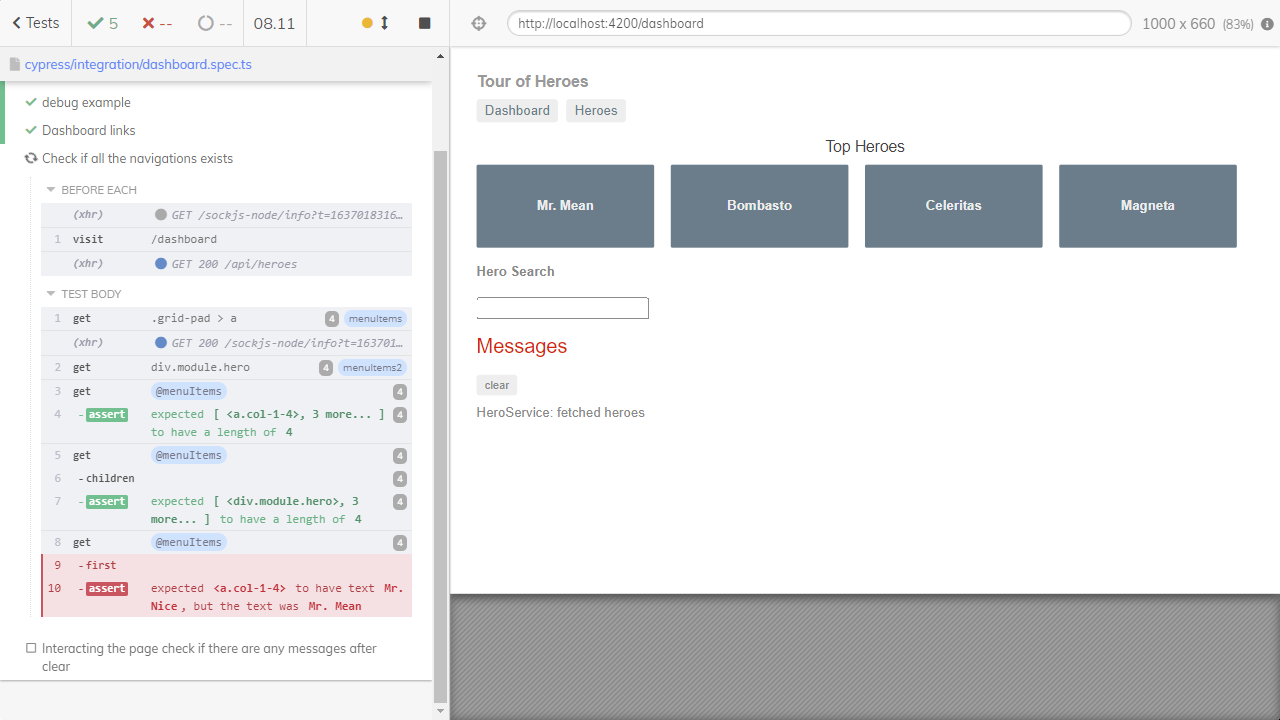 Tests
5
--
--
08.11
http://localhost:4200/dashboard
1000 x 660 (83%)
cypress/integration/dashboard.spec.ts
debug example
Dashboard links
Check if all the navigations exists
BEFORE EACH
(xhr) GET /sockjs-node/info?t=1637018316…
1 visit /dashboard
(xhr) GET 200 /api/heroes
TEST BODY
1 get .grid-pad > a 4 menuItems
(xhr) GET 200 /sockjs-node/info?t=163701…
2 get div.module.hero 4 menuItems2
3 get @menuItems 4
4 -assert expected [ <a.col-1-4>, 3 more... ] 4
to have a length of 4
5 get @menuItems 4
6 -children 4
7 -assert expected [ <div.module.hero>, 3 4
more... ] to have a length of 4
8 get @menuItems 4
9 -first
10 -assert expected <a.col-1-4> to have text Mr.
Nice, but the text was Mr. Mean
Interacting the page check if there are any messages after
clear
Tour of Heroes
Dashboard Heroes
Top Heroes
Mr. Mean Bombasto Celeritas Magneta
Hero Search
Messages
clear
HeroService: fetched heroes